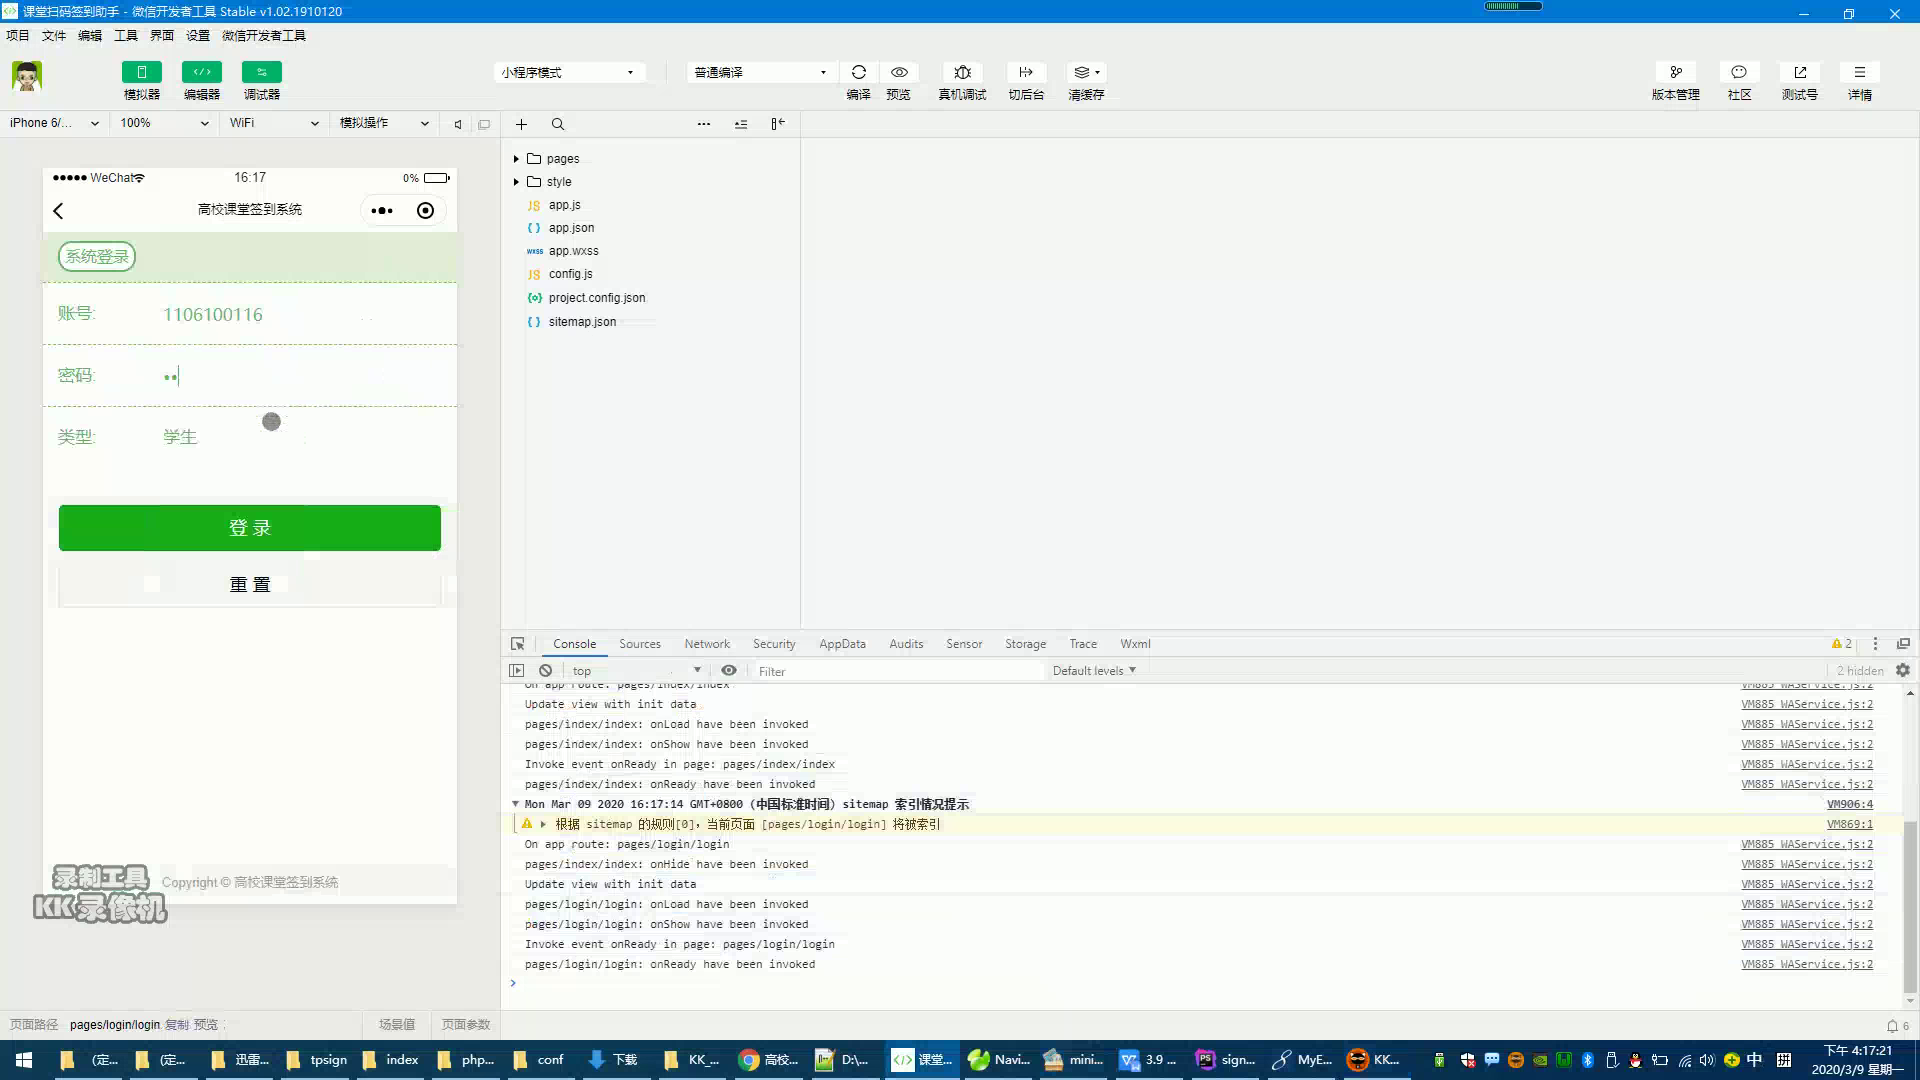 课堂扫码签到助手 - 微信开发者工具 Stable v1.02.1910120
项目 文件 编辑 工具 界面 设置 微信开发者工具
模拟器 编辑器 调试器
小程序模式
普通编译
编译 预览 真机调试 切后台 清缓存
版本管理 社区 测试号 详情
iPhone 6/... 100% WiFi 模拟操作
WeChat 16:17 0%
高校课堂签到系统
系统登录
账号: 1106100116
密码: ••
类型: 学生
登 录
重 置
Copyright © 高校课堂签到系统
录制工具
KK录像机
pages
style
JS app.js
{ } app.json
wxss app.wxss
JS config.js
{o} project.config.json
{ } sitemap.json
Console Sources Network Security AppData Audits Sensor Storage Trace Wxml 2
top Filter Default levels 2 hidden
On app route: pages/index/index VM885 WAService.js:2
Update view with init data VM885 WAService.js:2
pages/index/index: onLoad have been invoked VM885 WAService.js:2
pages/index/index: onShow have been invoked VM885 WAService.js:2
Invoke event onReady in page: pages/index/index VM885 WAService.js:2
pages/index/index: onReady have been invoked VM885 WAService.js:2
Mon Mar 09 2020 16:17:14 GMT+0800 (中国标准时间) sitemap 索引情况提示 VM906:4
根据 sitemap 的规则[0]，当前页面 [pages/login/login] 将被索引 VM869:1
On app route: pages/login/login VM885 WAService.js:2
pages/index/index: onHide have been invoked VM885 WAService.js:2
Update view with init data VM885 WAService.js:2
pages/login/login: onLoad have been invoked VM885 WAService.js:2
pages/login/login: onShow have been invoked VM885 WAService.js:2
Invoke event onReady in page: pages/login/login VM885 WAService.js:2
pages/login/login: onReady have been invoked VM885 WAService.js:2
页面路径 pages/login/login 复制 预览 场景值 页面参数 6
(定... (定... 迅雷... tpsign index php... conf 下载 KK_... 高校... D:\... 课堂... Navi... mini... 3.9 ... sign... MyE... KK... 中 拼
下午 4:17:21
2020/3/9 星期一